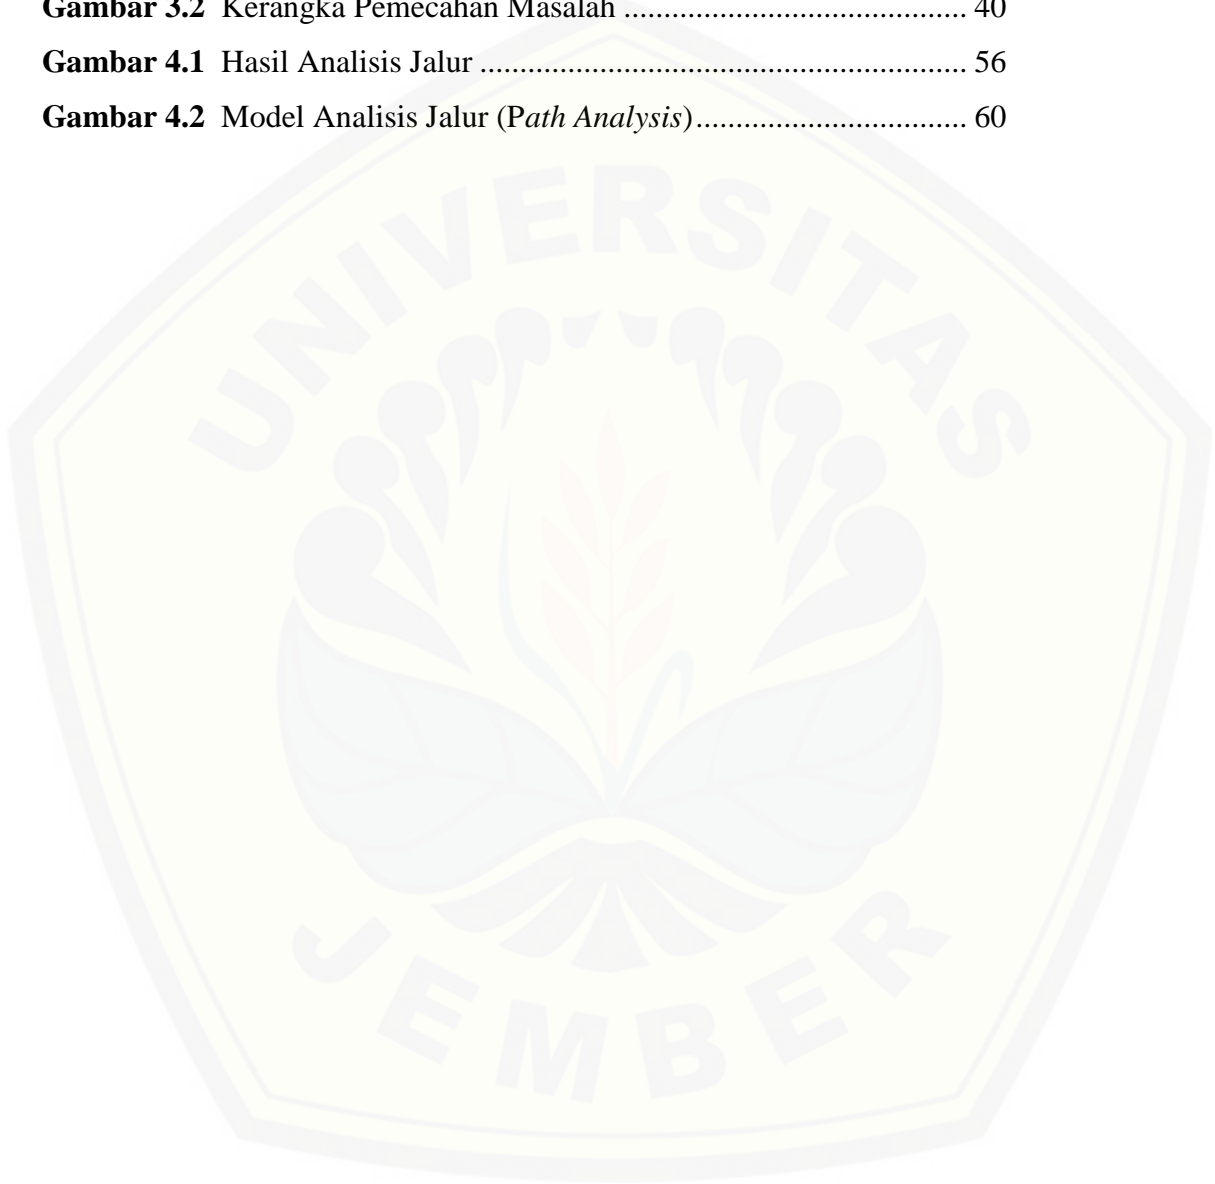 Gambar 3.2 Kerangka Pemecahan Masalah ........................................... 40
Gambar 4.1 Hasil Analisis Jalur ............................................................. 56
Gambar 4.2 Model Analisis Jalur (Path Analysis).................................. 60
UNIVERSITAS
JEMBER